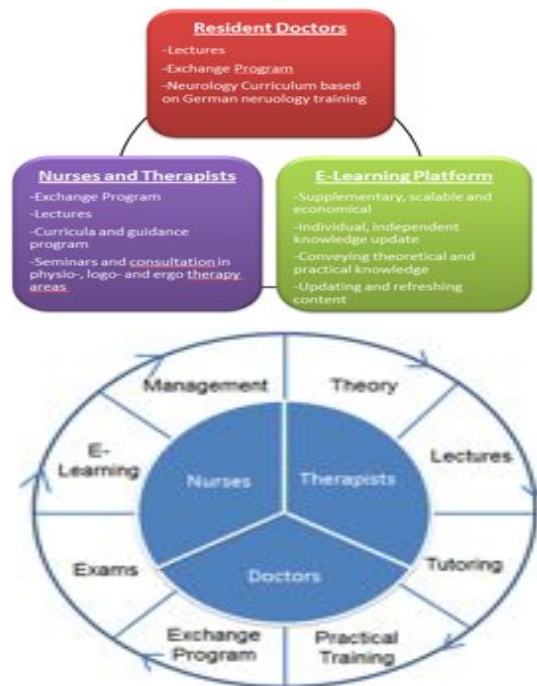 Resident Doctors
-Lectures
-Exchange Program
-Neurology Curriculum based
on German neruology training
Nurses and Therapists
-Exchange Program
-Lectures
-Curricula and guidance
program
-Seminars and consultation in
physio-, logo- and ergo therapy
areas
E-Learning Platform
-Supplementary, scalable and
economical
-Individual, independent
knowledge update
-Conveying theoretical and
practical knowledge
-Updating and refreshing
content
Management
Theory
Lectures
Tutoring
Practical
Training
Exchange
Program
Exams
E-
Learning
Nurses
Therapists
Doctors